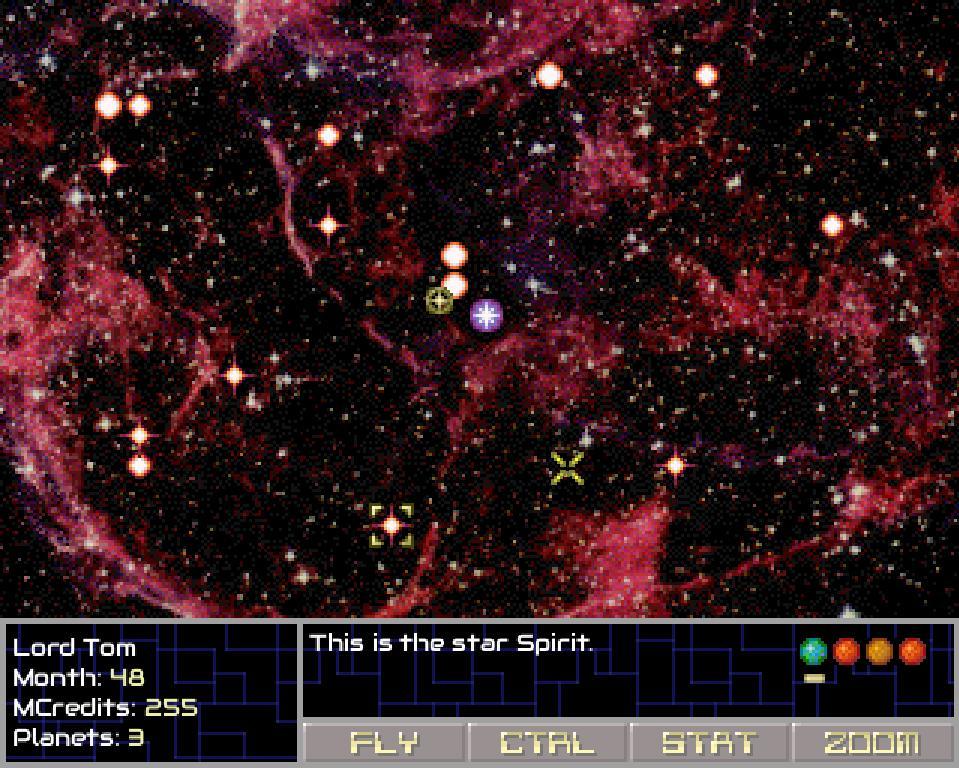 Lord Tom
Month: 48
MCredits: 255
Planets: 3
This is the star Spirit.
FLY
CTRL
STAT
ZOOM